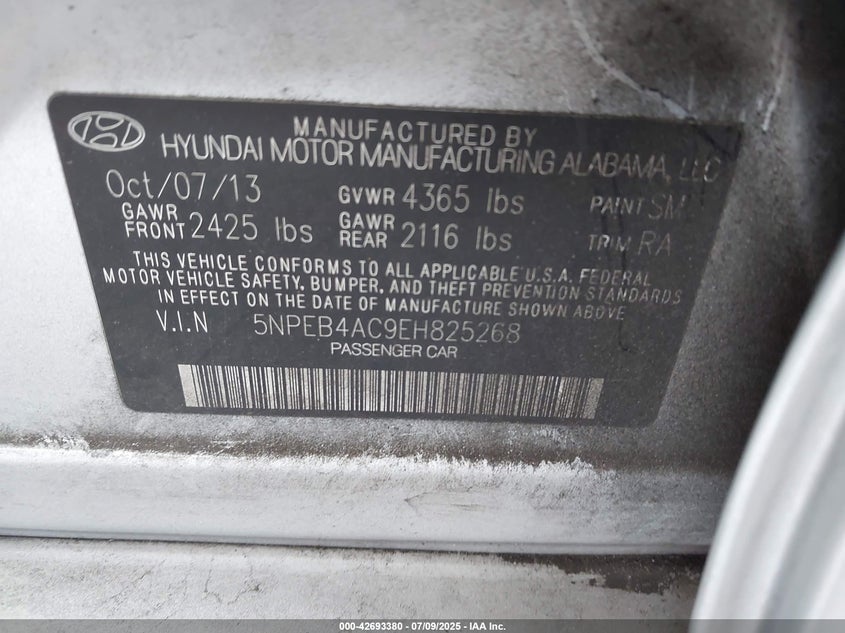 MANUFACTURED BY
HYUNDAI MOTOR MANUFACTURING ALABAMA, LLC
Oct/07/13 GVWR 4365 lbs PAINT SM
GAWR FRONT 2425 lbs GAWR REAR 2116 lbs TRIM RA
THIS VEHICLE CONFORMS TO ALL APPLICABLE U.S.A. FEDERAL
MOTOR VEHICLE SAFETY, BUMPER, AND THEFT PREVENTION STANDARDS
IN EFFECT ON THE DATE OF MANUFACTURE SHOWN ABOVE
V.I.N 5NPEB4AC9EH825268
PASSENGER CAR
000-42693380 - 07/09/2025 - IAA Inc.